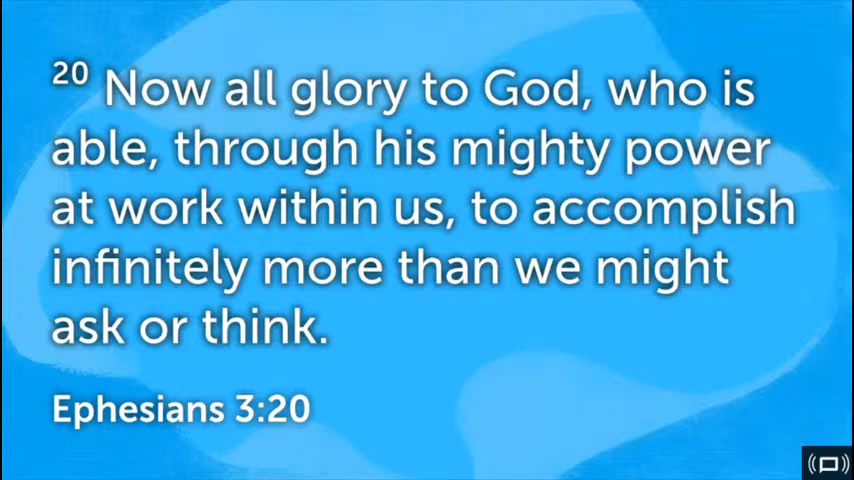 20 Now all glory to God, who is
able, through his mighty power
at work within us, to accomplish
infinitely more than we might
ask or think.
Ephesians 3:20